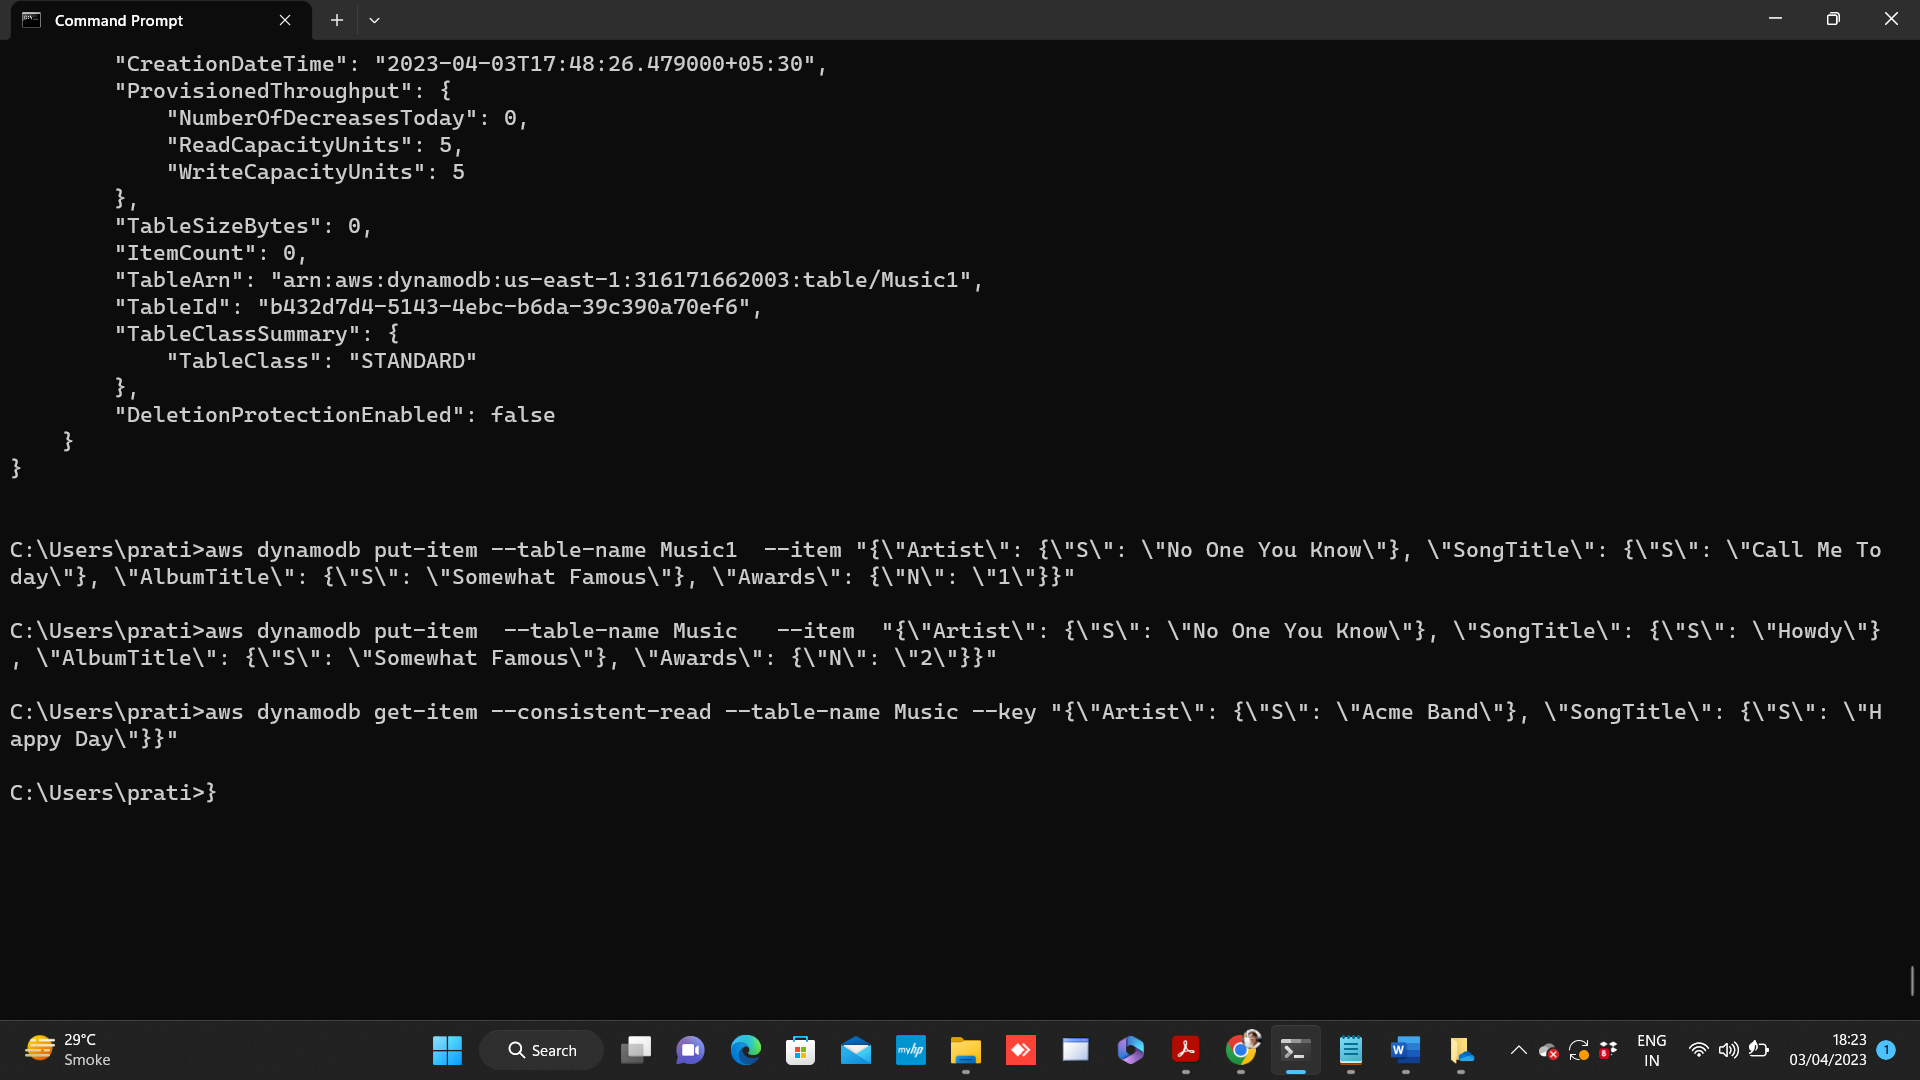 Command Prompt
        "CreationDateTime": "2023-04-03T17:48:26.479000+05:30",
        "ProvisionedThroughput": {
            "NumberOfDecreasesToday": 0,
            "ReadCapacityUnits": 5,
            "WriteCapacityUnits": 5
        },
        "TableSizeBytes": 0,
        "ItemCount": 0,
        "TableArn": "arn:aws:dynamodb:us-east-1:316171662003:table/Music1",
        "TableId": "b432d7d4-5143-4ebc-b6da-39c390a70ef6",
        "TableClassSummary": {
            "TableClass": "STANDARD"
        },
        "DeletionProtectionEnabled": false
    }
}
C:\Users\prati>aws dynamodb put-item --table-name Music1  --item "{\"Artist\": {\"S\": \"No One You Know\"}, \"SongTitle\": {\"S\": \"Call Me To
day\"}, \"AlbumTitle\": {\"S\": \"Somewhat Famous\"}, \"Awards\": {\"N\": \"1\"}}"
C:\Users\prati>aws dynamodb put-item  --table-name Music   --item  "{\"Artist\": {\"S\": \"No One You Know\"}, \"SongTitle\": {\"S\": \"Howdy\"}
, \"AlbumTitle\": {\"S\": \"Somewhat Famous\"}, \"Awards\": {\"N\": \"2\"}}"
C:\Users\prati>aws dynamodb get-item --consistent-read --table-name Music --key "{\"Artist\": {\"S\": \"Acme Band\"}, \"SongTitle\": {\"S\": \"H
appy Day\"}}"
C:\Users\prati>}
29°C
Smoke
Search
myhp
W
8
ENG
IN
18:23
03/04/2023
1